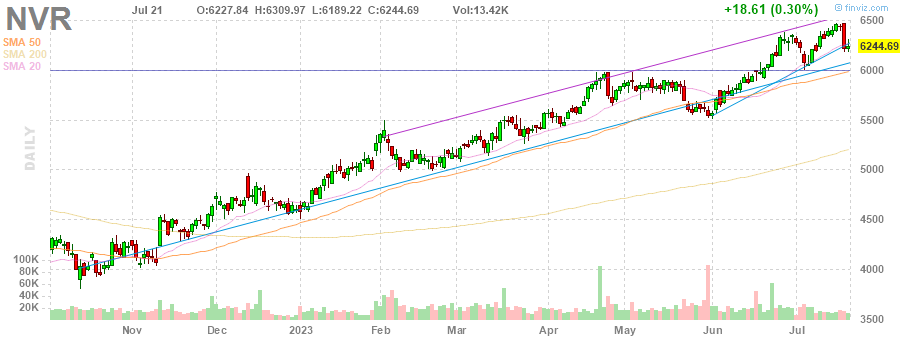 NVR Jul 21 O:6227.84 H:6309.97 L:6189.22 C:6244.69 Vol:13.42K +18.61 (0.30%) © finviz.com
SMA 50
SMA 200
SMA 20
DAILY
6500
6244.69
6000
5500
5000
4500
4000
3500
100K
80K
60K
40K
20K
Nov Dec 2023 Feb Mar Apr May Jun Jul